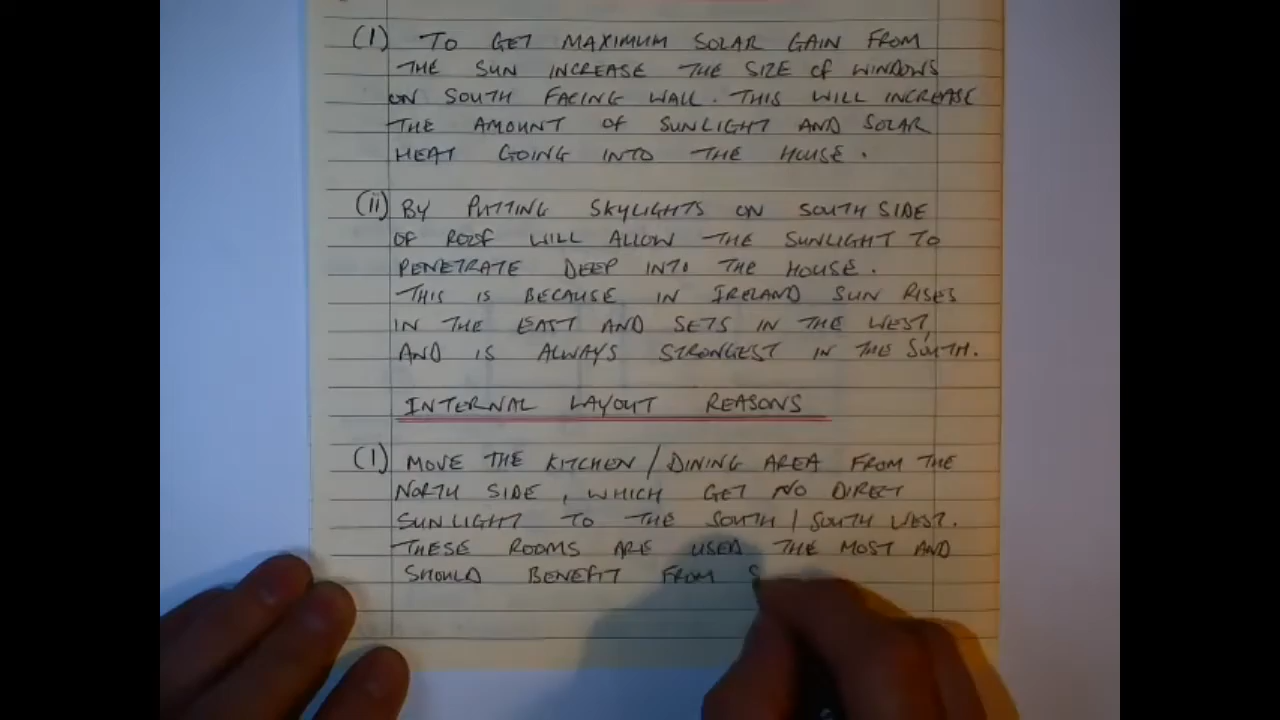 (I) TO GET MAXIMUM SOLAR GAIN FROM
THE SUN INCREASE THE SIZE OF WINDOWS
ON SOUTH FACING WALL. THIS WILL INCREASE
THE AMOUNT OF SUNLIGHT AND SOLAR
HEAT GOING INTO THE HOUSE.
(ii) BY PUTTING SKYLIGHTS ON SOUTH SIDE
OF ROOF WILL ALLOW THE SUNLIGHT TO
PENETRATE DEEP INTO THE HOUSE.
THIS IS BECAUSE IN IRELAND SUN RISES
IN THE EAST AND SETS IN THE WEST,
AND IS ALWAYS STRONGEST IN THE SOUTH.
INTERNAL LAYOUT REASONS
(I) MOVE THE KITCHEN / DINING AREA FROM THE
NORTH SIDE, WHICH GET NO DIRECT
SUNLIGHT TO THE SOUTH / SOUTH WEST.
THESE ROOMS ARE USED THE MOST AND
SHOULD BENEFIT FROM S